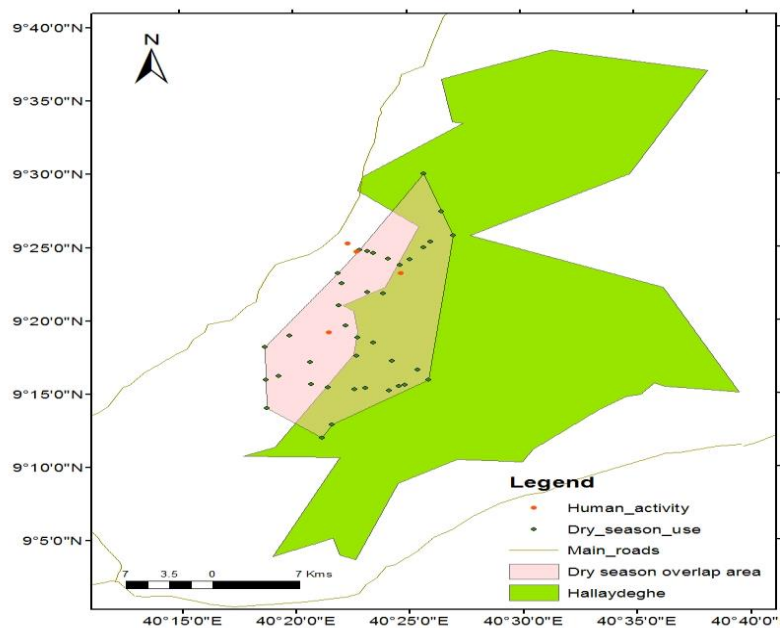 9°40'0"N
N
9°35'0"N
9°30'0"N
9°25'0"N
9°20'0"N
9°15'0"N
9°10'0"N
9°5'0"N
Legend
Human_activity
Dry_season_use
Main_roads
Dry season overlap area
Hallaydeghe
7 3.5 0 7 Kms
40°15'0"E 40°20'0"E 40°25'0"E 40°30'0"E 40°35'0"E 40°40'0"E